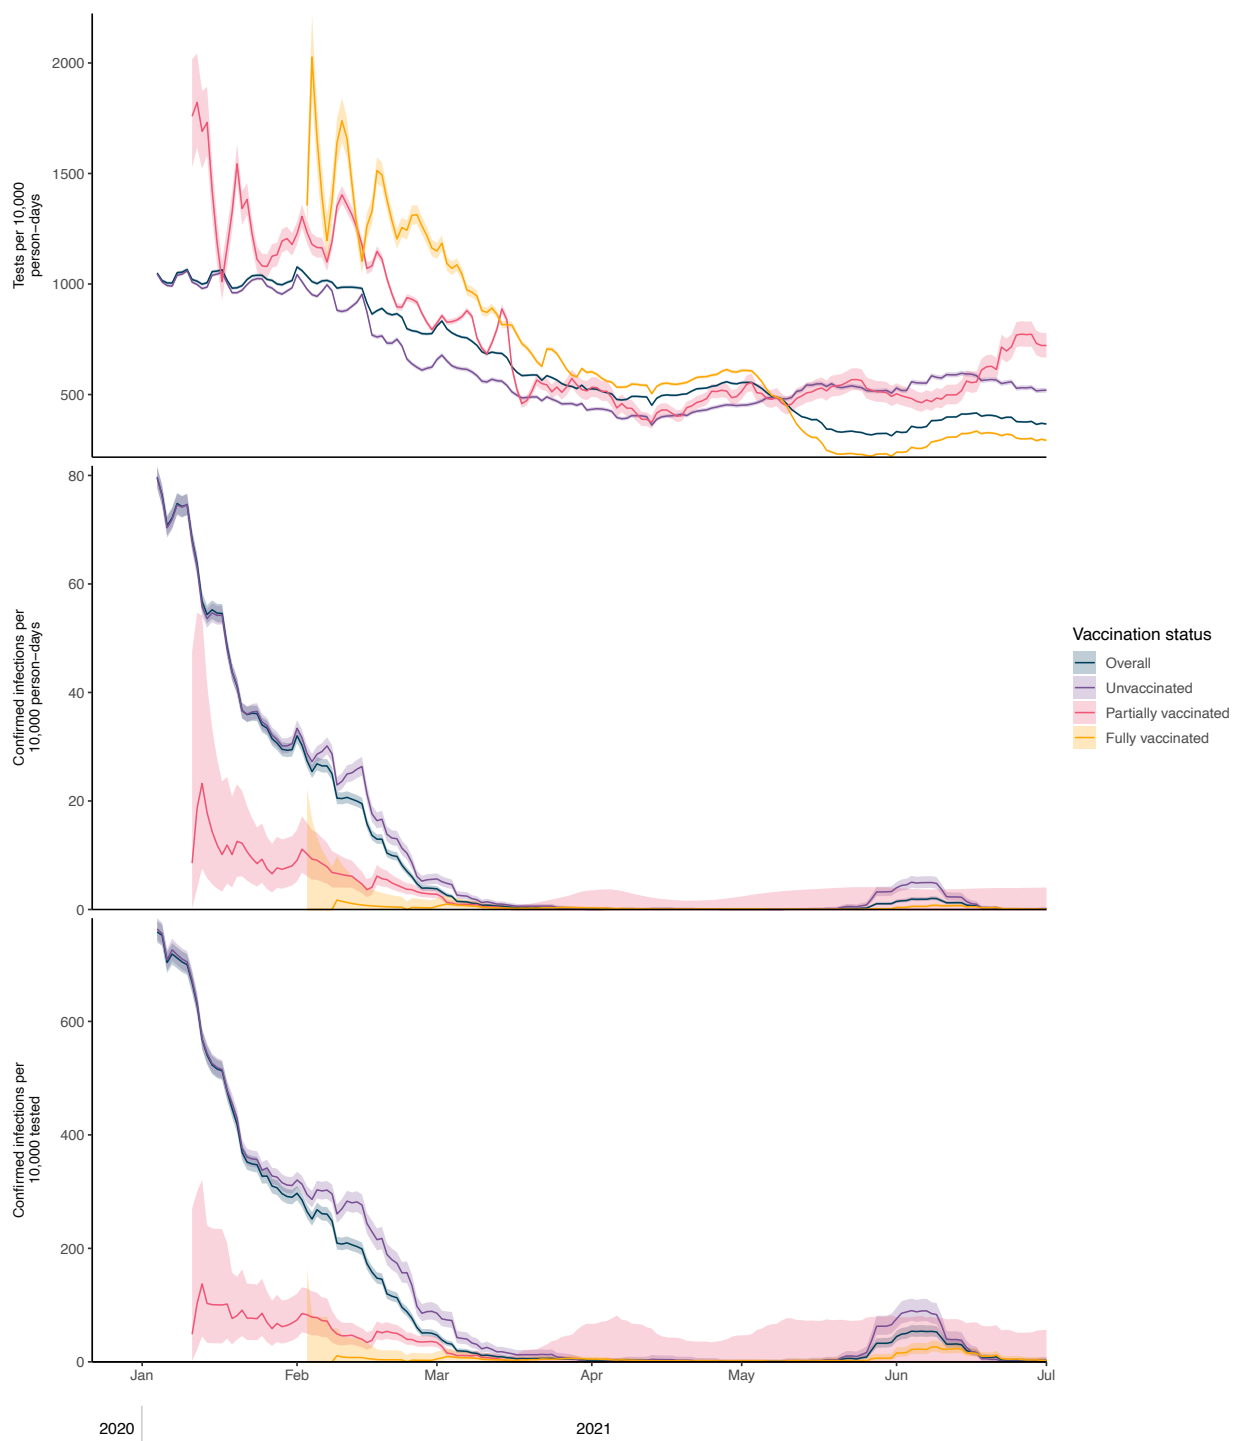 Tests per 10,000
person−days
2000
1500
1000
500
Confirmed infections per
10,000 person−days
80
60
40
20
0
Vaccination status
Overall
Unvaccinated
Partially vaccinated
Fully vaccinated
Confirmed infections per
10,000 tested
600
400
200
0
Jan Feb Mar Apr May Jun Jul
2020 2021